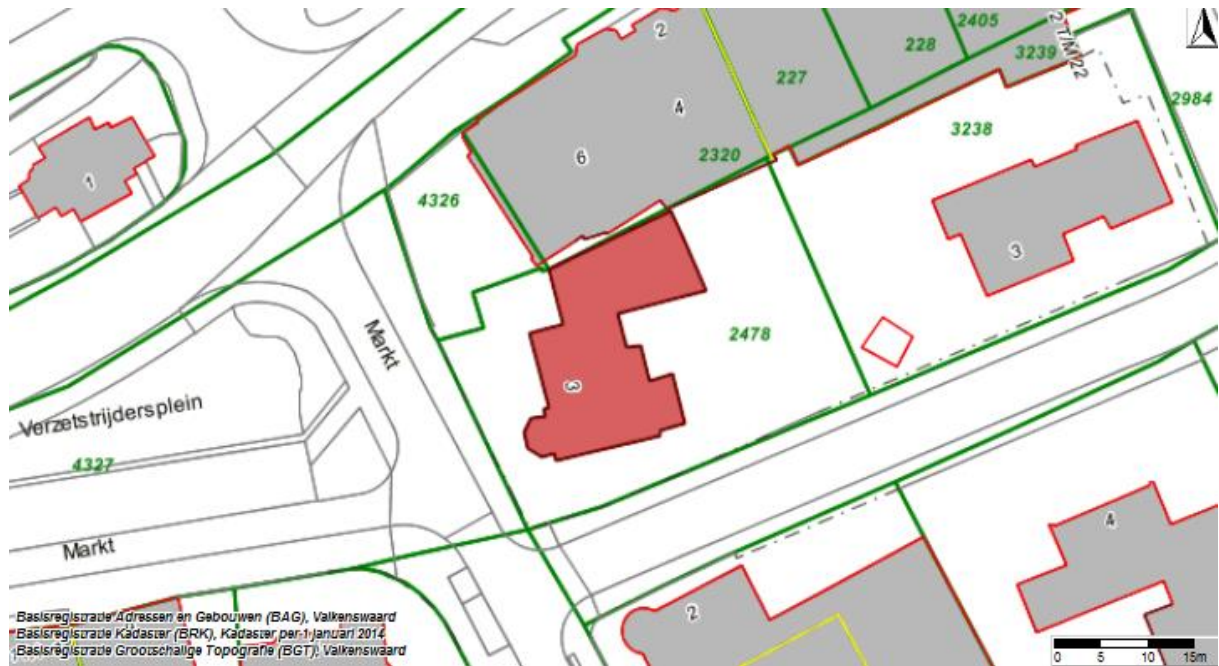 2
2405
228
3239
2 T/M 22
227
4
2984
3238
2320
6
1
4326
3
Markt
2478
3
Verzetstrijdersplein
4327
Markt
4
2
Basisregistratie Adressen en Gebouwen (BAG), Valkenswaard
Basisregistratie Kadaster (BRK), Kadaster per 1 januari 2014
Basisregistratie Grootschalige Topografie (BGT), Valkenswaard
0 5 10 15m